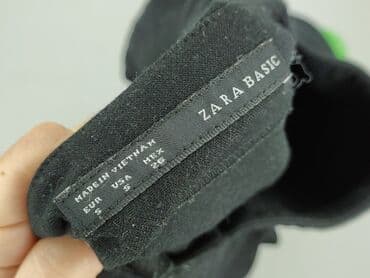 ZARA BASIC
MADE IN VIETNAM
EUR USA MEX
S S 26